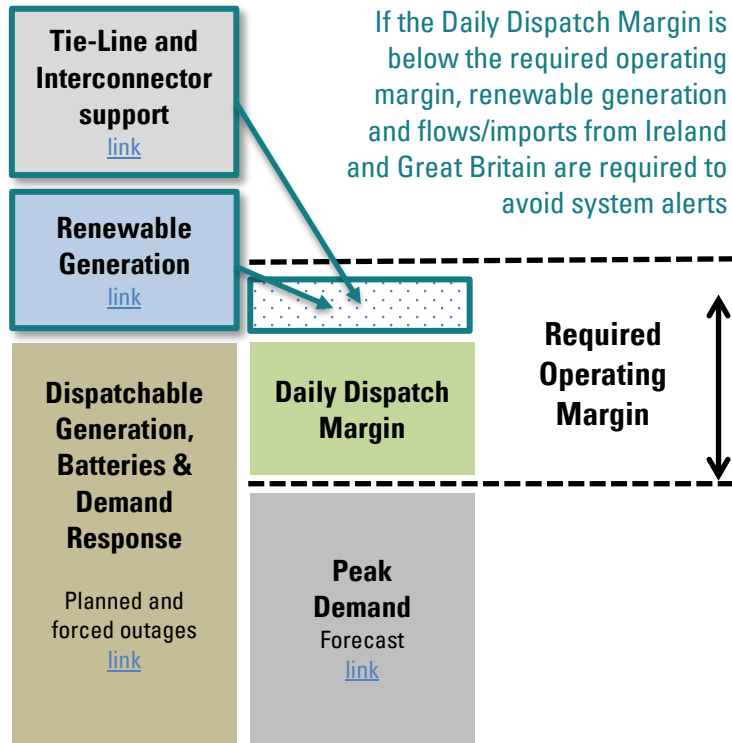 Tie-Line and
Interconnector
support
link
If the Daily Dispatch Margin is
below the required operating
margin, renewable generation
and flows/imports from Ireland
and Great Britain are required to
avoid system alerts
Renewable
Generation
link
Dispatchable
Generation,
Batteries &
Demand
Response
Planned and
forced outages
link
Daily Dispatch
Margin
Required
Operating
Margin
Peak
Demand
Forecast
link